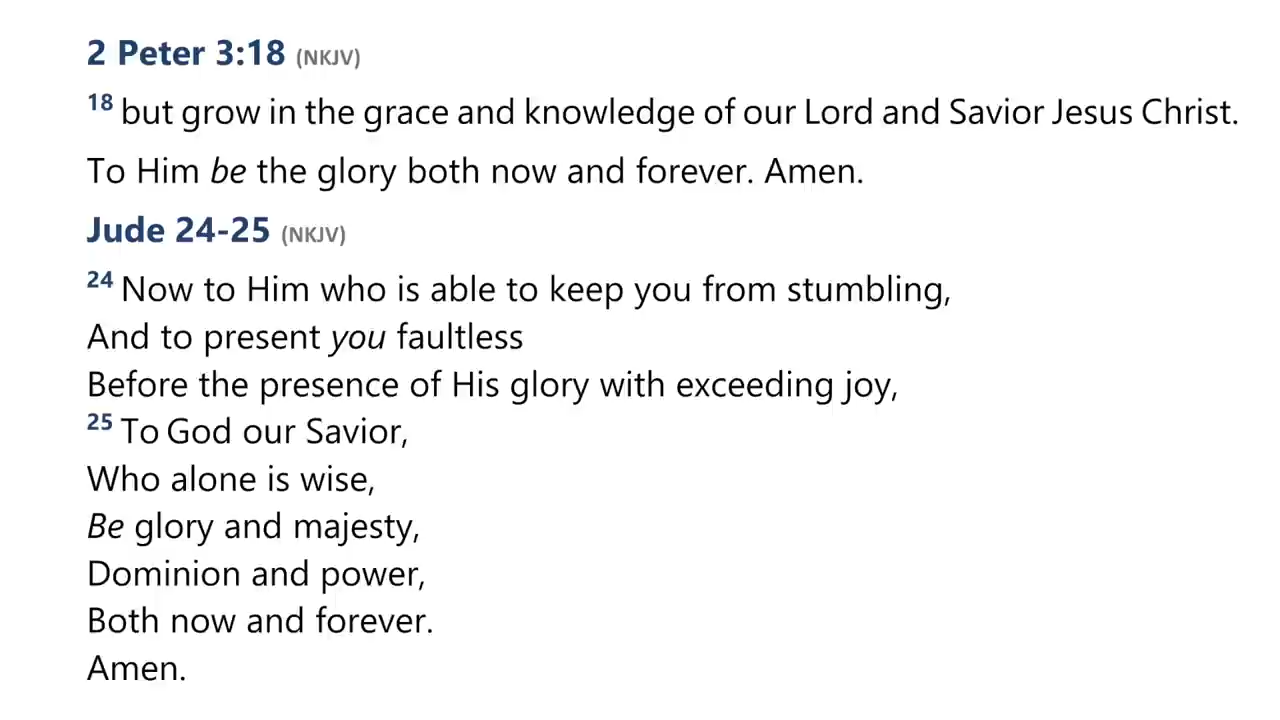 2 Peter 3:18 (NKJV)
18 but grow in the grace and knowledge of our Lord and Savior Jesus Christ.
To Him be the glory both now and forever. Amen.
Jude 24-25 (NKJV)
24 Now to Him who is able to keep you from stumbling,
And to present you faultless
Before the presence of His glory with exceeding joy,
25 To God our Savior,
Who alone is wise,
Be glory and majesty,
Dominion and power,
Both now and forever.
Amen.